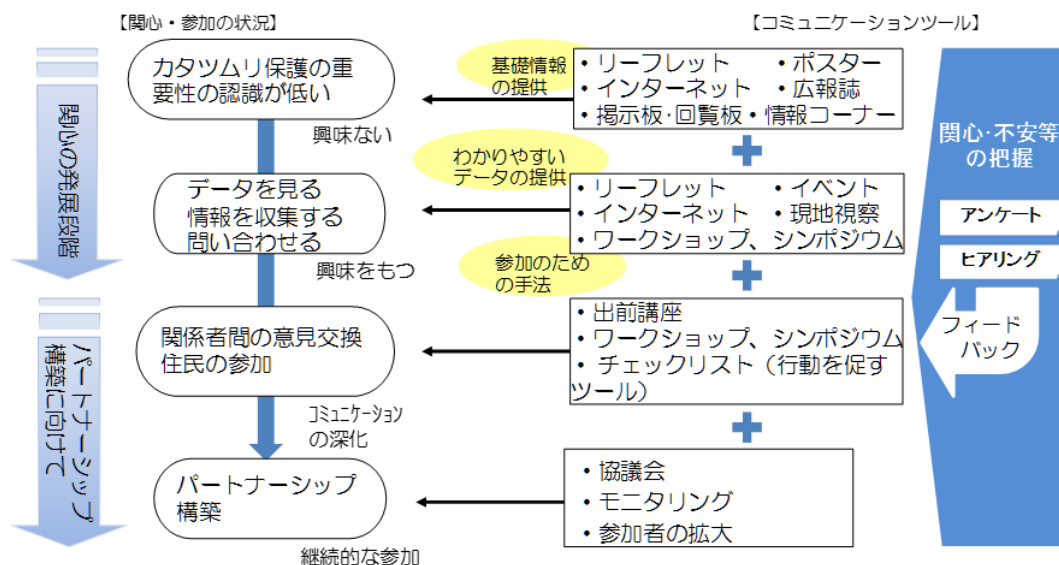 【関心・参加の状況】
【コミュニケーションツール】
関心の発展段階
パートナーシップ
構築に向けて
カタツムリ保護の重
要性の認識が低い
興味ない
データを見る
情報を収集する
問い合わせる
興味をもつ
関係者間の意見交換
住民の参加
コミュニケーション
の深化
パートナーシップ
構築
継続的な参加
基礎情報
の提供
わかりやすい
データの提供
参加のための
の手法
・リーフレット ・ポスター
・インターネット ・広報誌
・掲示板・回覧板・情報コーナー
・リーフレット ・イベント
・インターネット ・現地視察
・ワークショップ、シンポジウム
・出前講座
・ワークショップ、シンポジウム
・チェックリスト（行動を促す
ツール）
・協議会
・モニタリング
・参加者の拡大
関心・不安等
の把握
アンケート
ヒアリング
フィード
バック